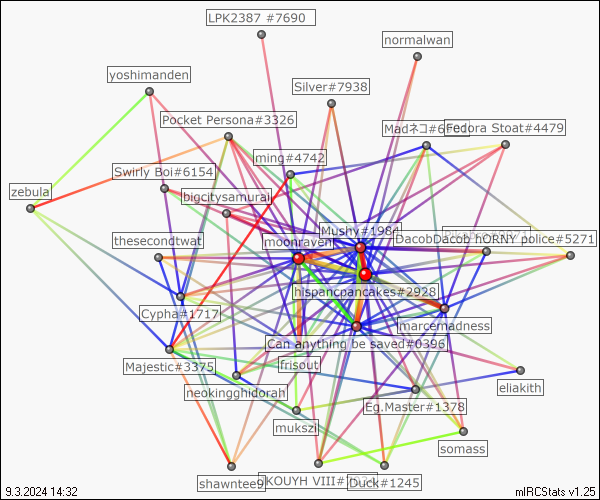 LPK2387 #7690
normalwan
yoshimanden
Silver#7938
Pocket Persona#3326
Madネコ
Fedora Stoat#4479
ming#4742
Swirly Boi#6154
zebula
bigcitysamurai
Mushy#1984
thesecondtwat
moonraven
DacobDacob
hORNY police#5271
hispancpancakes#2928
Cypha#1717
marcemadness
Can anything be saved#0396
Majestic#3375
frisout
neokingghidorah
eliakith
Eg.Master#1378
mukszi
somass
shawntee9
JKOUYH VIII
Duck#1245
9.3.2024 14:32
mIRCStats v1.25